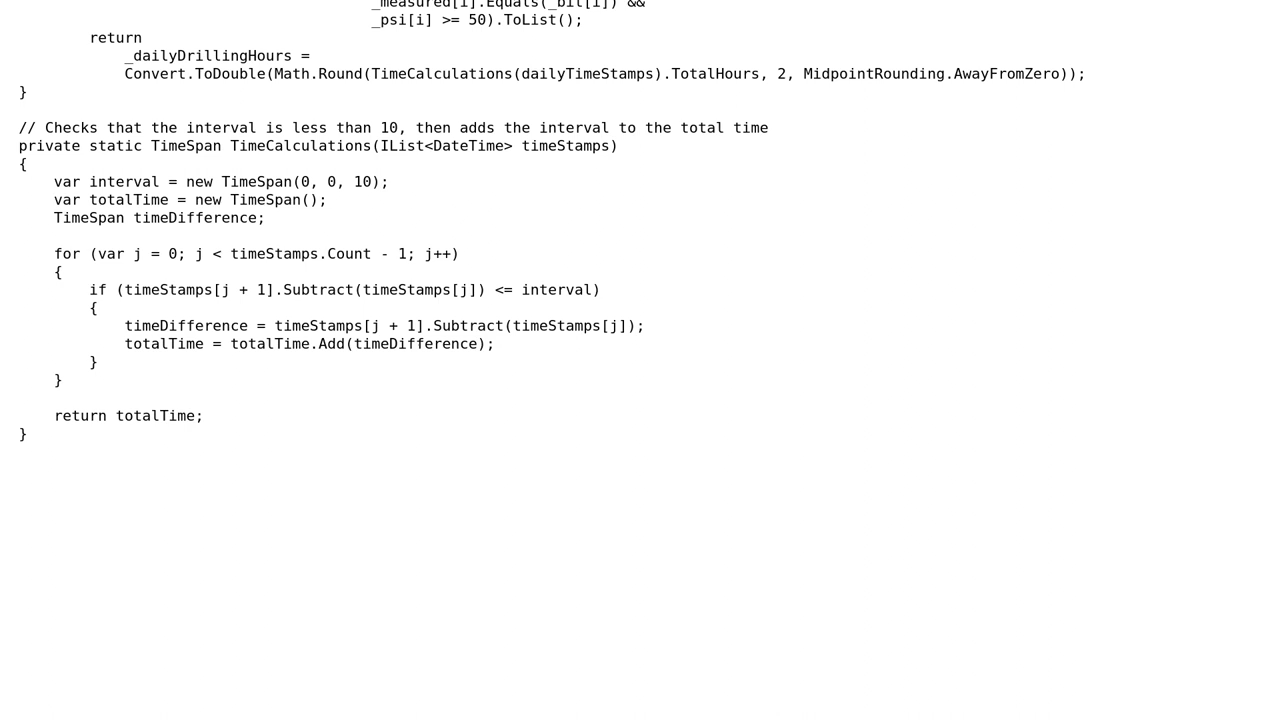 _measured[i].Equals(_bit[i]) &&
_psi[i] >= 50).ToList();
return
_dailyDrillingHours =
Convert.ToDouble(Math.Round(TimeCalculations(dailyTimeStamps).TotalHours, 2, MidpointRounding.AwayFromZero));
}
// Checks that the interval is less than 10, then adds the interval to the total time
private static TimeSpan TimeCalculations(IList<DateTime> timeStamps)
{
var interval = new TimeSpan(0, 0, 10);
var totalTime = new TimeSpan();
TimeSpan timeDifference;
for (var j = 0; j < timeStamps.Count - 1; j++)
{
if (timeStamps[j + 1].Subtract(timeStamps[j]) <= interval)
{
timeDifference = timeStamps[j + 1].Subtract(timeStamps[j]);
totalTime = totalTime.Add(timeDifference);
}
}
return totalTime;
}